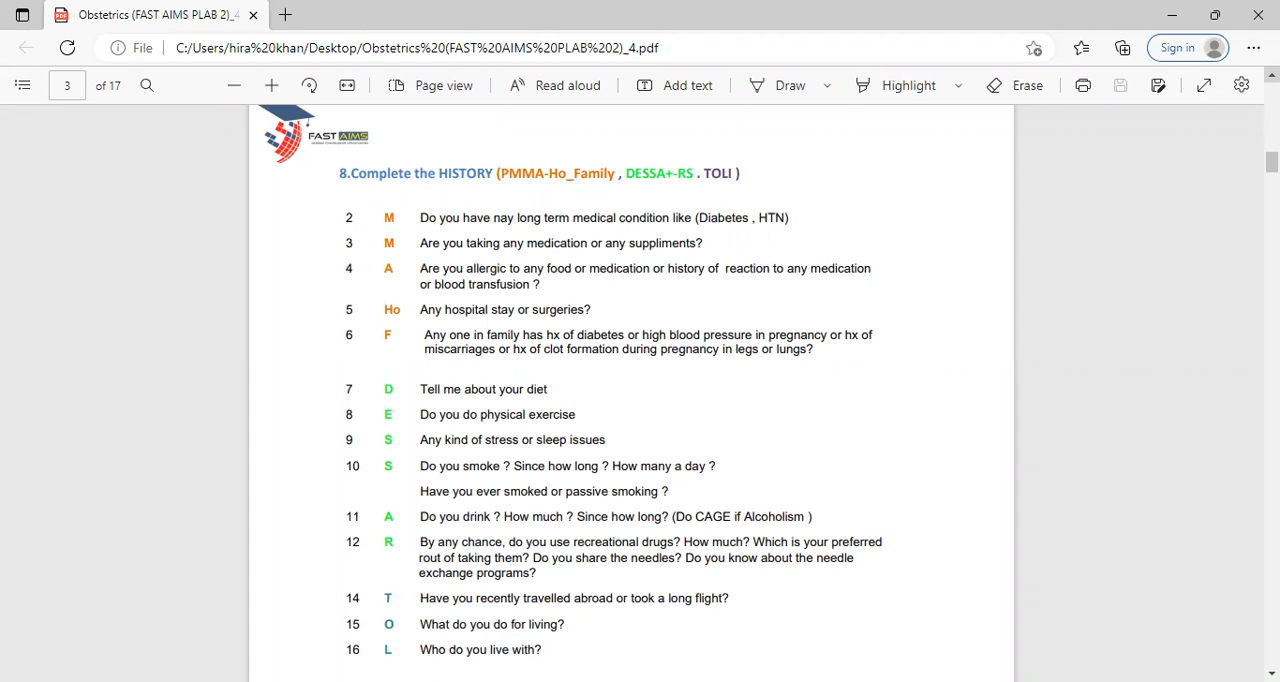 Obstetrics (FAST AIMS PLAB 2)_4
File C:/Users/hira%20khan/Desktop/Obstetrics%20(FAST%20AIMS%20PLAB%202)_4.pdf Sign in
3 of 17 Page view Read aloud Add text Draw Highlight Erase
FAST AIMS
8.Complete the HISTORY (PMMA-Ho_Family , DESSA+-RS . TOLI )
2 M Do you have nay long term medical condition like (Diabetes , HTN)
3 M Are you taking any medication or any suppliments?
4 A Are you allergic to any food or medication or history of reaction to any medication
or blood transfusion ?
5 Ho Any hospital stay or surgeries?
6 F Any one in family has hx of diabetes or high blood pressure in pregnancy or hx of
miscarriages or hx of clot formation during pregnancy in legs or lungs?
7 D Tell me about your diet
8 E Do you do physical exercise
9 S Any kind of stress or sleep issues
10 S Do you smoke ? Since how long ? How many a day ?
Have you ever smoked or passive smoking ?
11 A Do you drink ? How much ? Since how long? (Do CAGE if Alcoholism )
12 R By any chance, do you use recreational drugs? How much? Which is your preferred
rout of taking them? Do you share the needles? Do you know about the needle
exchange programs?
14 T Have you recently travelled abroad or took a long flight?
15 O What do you do for living?
16 L Who do you live with?